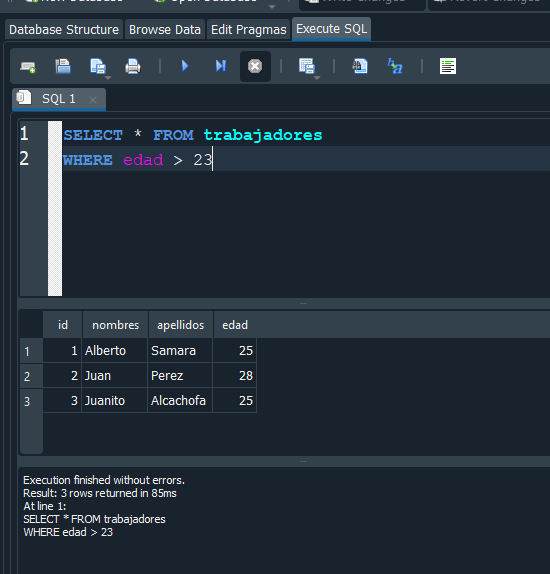 Database Structure Browse Data Edit Pragmas Execute SQL
SQL 1
1 SELECT * FROM trabajadores
2 WHERE edad > 23
id nombres apellidos edad
1 1 Alberto Samara 25
2 2 Juan Perez 28
3 3 Juanito Alcachofa 25
Execution finished without errors.
Result: 3 rows returned in 85ms
At line 1:
SELECT * FROM trabajadores
WHERE edad > 23